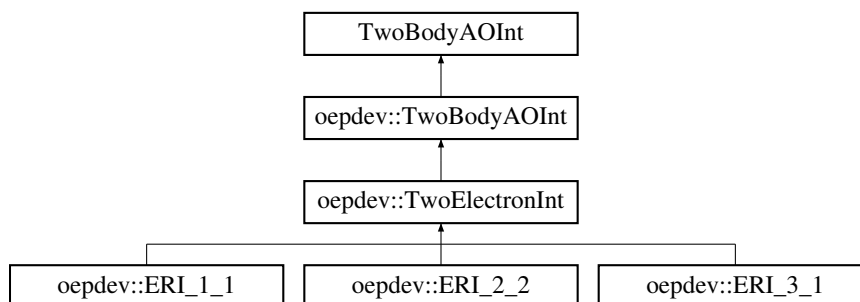 TwoBodyAOInt
oepdev::TwoBodyAOInt
oepdev::TwoElectronInt
oepdev::ERI_1_1 oepdev::ERI_2_2 oepdev::ERI_3_1